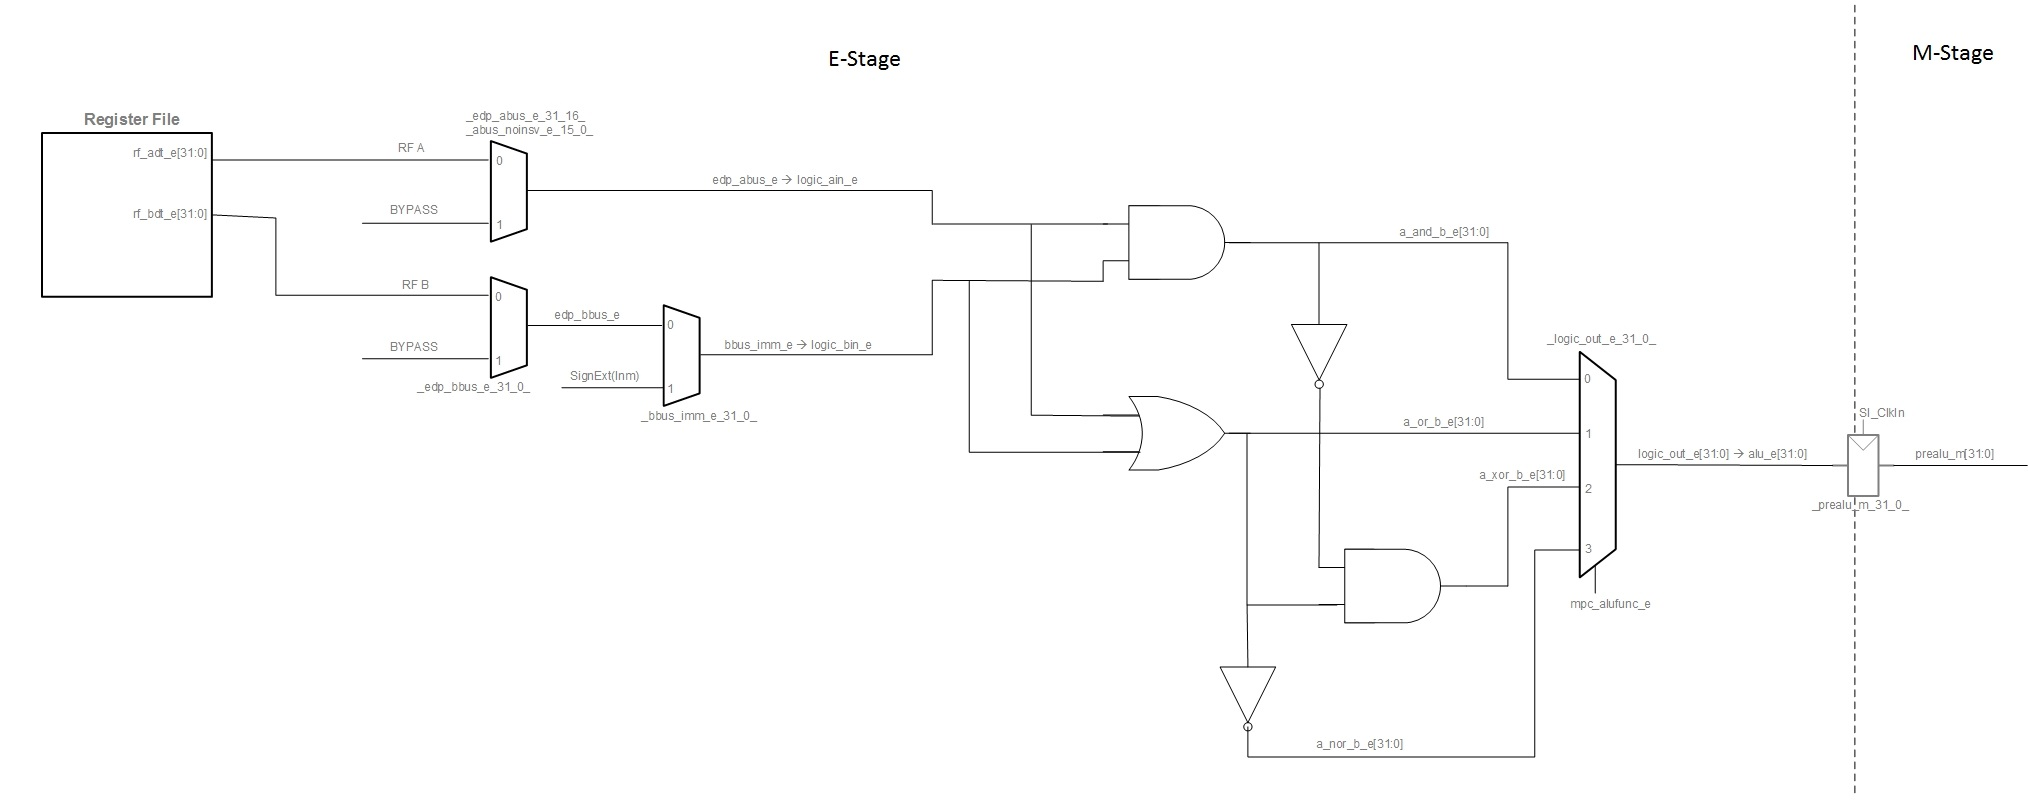 E-Stage
M-Stage
Register File
_edp_abus_e_31_16_
_abus_noinsv_e_15_0_
rf_adt_e[31:0]
RF A
0
edp_abus_e → logic_ain_e
rf_bdt_e[31:0]
BYPASS
1
a_and_b_e[31:0]
RF B
0
edp_bbus_e
0
BYPASS
1
bbus_imm_e → logic_bin_e
_logic_out_e_31_0_
SignExt(Inm)
1
_edp_bbus_e_31_0_
_bbus_imm_e_31_0_
0
a_or_b_e[31:0]
1
SI_ClkIn
logic_out_e[31:0] → alu_e[31:0]
prealu_m[31:0]
a_xor_b_e[31:0]
2
_prealu_m_31_0_
3
mpc_alufunc_e
a_nor_b_e[31:0]